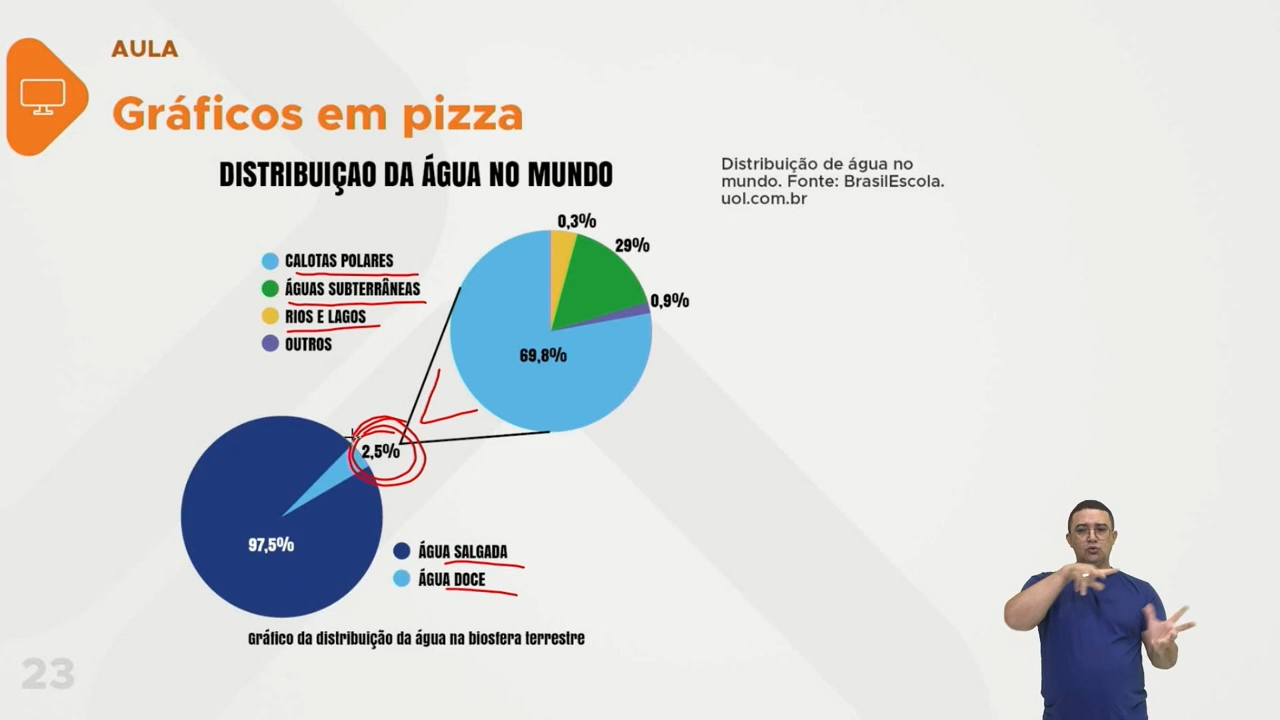 AULA
Gráficos em pizza
DISTRIBUIÇAO DA ÁGUA NO MUNDO
Distribuição de água no
mundo. Fonte: BrasilEscola.
uol.com.br
0,3%
29%
0,9%
69,8%
CALOTAS POLARES
ÁGUAS SUBTERRÂNEAS
RIOS E LAGOS
OUTROS
2,5%
97,5%
ÁGUA SALGADA
ÁGUA DOCE
Gráfico da distribuição da água na biosfera terrestre
23